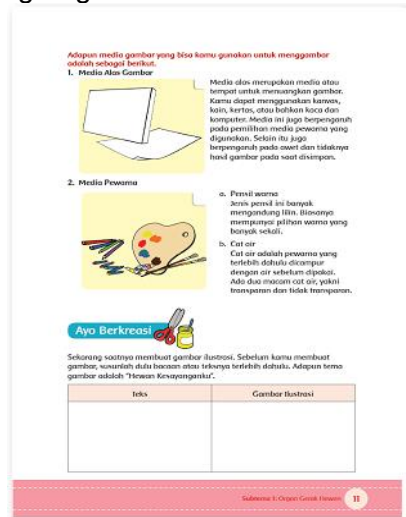 Adapun media gambar yang bisa kamu gunakan untuk menggambar
adalah sebagai berikut.
1. Media Alas Gambar
Media alas merupakan media atau
tempat untuk menuangkan gambar.
Kamu dapat menggunakan kanvas,
kain, kertas, atau bahkan kaca dan
komputer. Media ini juga berpengaruh
pada pemilihan media pewarna yang
digunakan. Selain itu juga
berpengaruh pada awet dan tidaknya
hasil gambar pada saat disimpan.
2. Media Pewarna
a. Pensil warna
Jenis pensil ini banyak
mengandung lilin. Biasanya
mempunyai pilihan warna yang
banyak sekali.
b. Cat air
Cat air adalah pewarna yang
terlebih dahulu dicampur
dengan air sebelum dipakai.
Ada dua macam cat air, yakni
transparan dan tidak transparan.
Ayo Berkreasi
Sekarang saatnya membuat gambar ilustrasi. Sebelum kamu membuat
gambar, susunlah dulu bacaan atau teksnya terlebih dahulu. Adapun tema
gambar adalah "Hewan Kesayanganku".
Teks Gambar Ilustrasi
Subtema 1: Organ Gerak Hewan 11